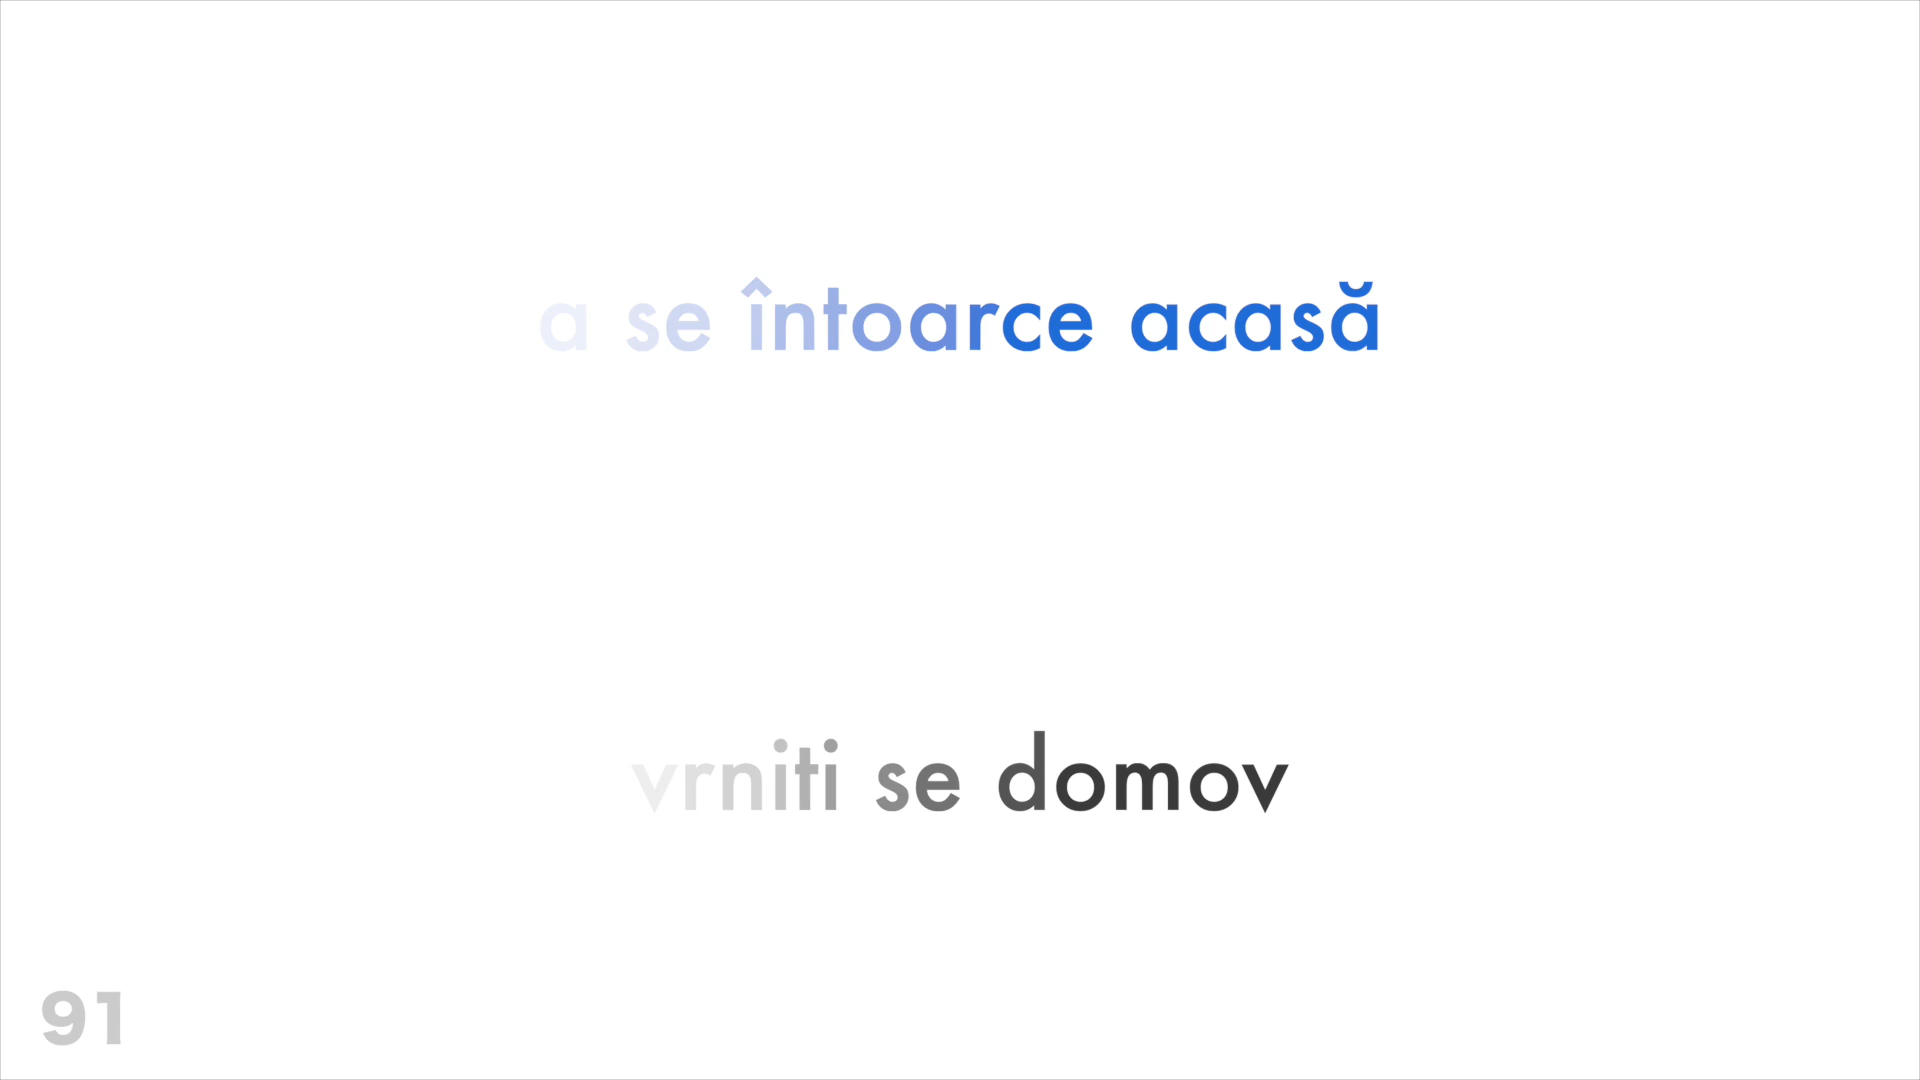 a se întoarce acasă
vrniti se domov
91